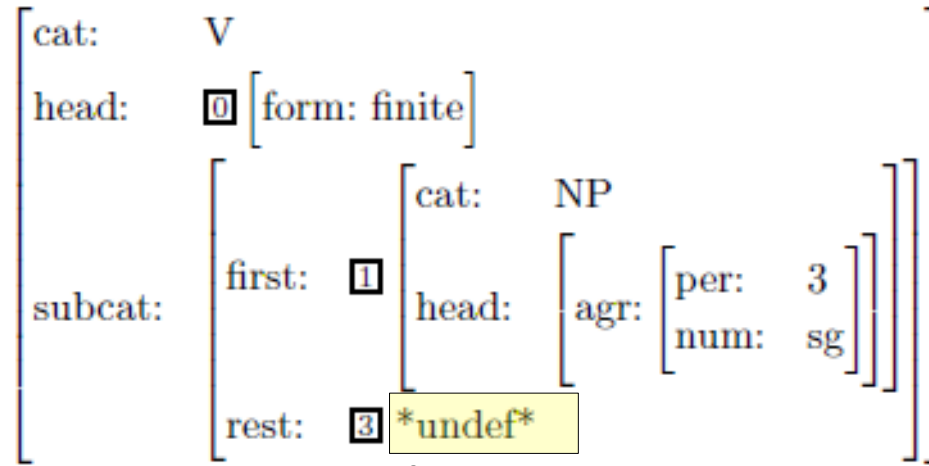 cat: V
head: 0 [form: finite]
cat: NP
first: 1
per: 3
subcat: head: agr:
num: sg
rest: 3 *undef*